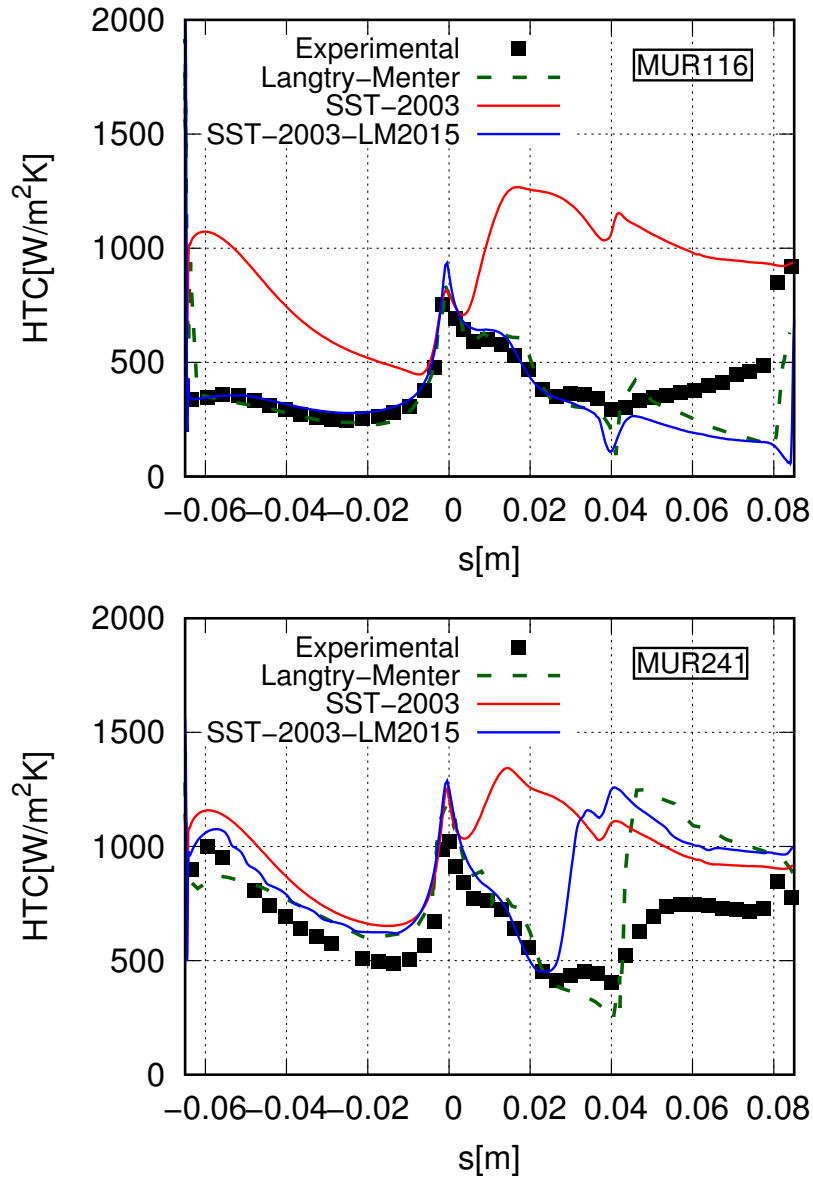 2000
1500
1000
500
0
HTC[W/m²K]
Experimental
Langtry−Menter
SST−2003
SST−2003−LM2015
MUR116
−0.06 −0.04 −0.02 0 0.02 0.04 0.06 0.08
s[m]
2000
1500
1000
500
0
HTC[W/m²K]
Experimental
Langtry−Menter
SST−2003
SST−2003−LM2015
MUR241
−0.06 −0.04 −0.02 0 0.02 0.04 0.06 0.08
s[m]